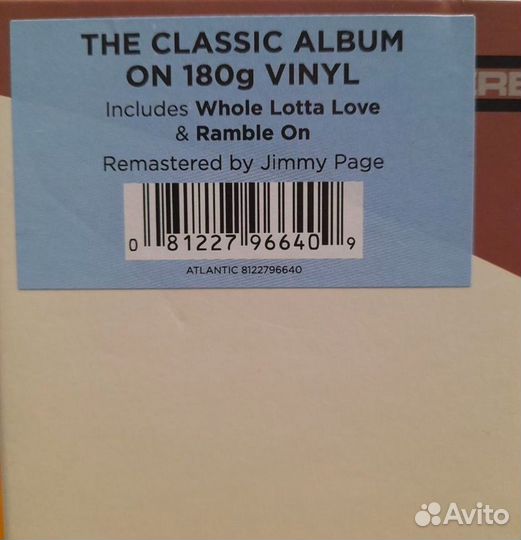 THE CLASSIC ALBUM
ON 180g VINYL
Includes Whole Lotta Love
& Ramble On
Remastered by Jimmy Page
0 81227 96640 9
ATLANTIC 8122796640
Avito